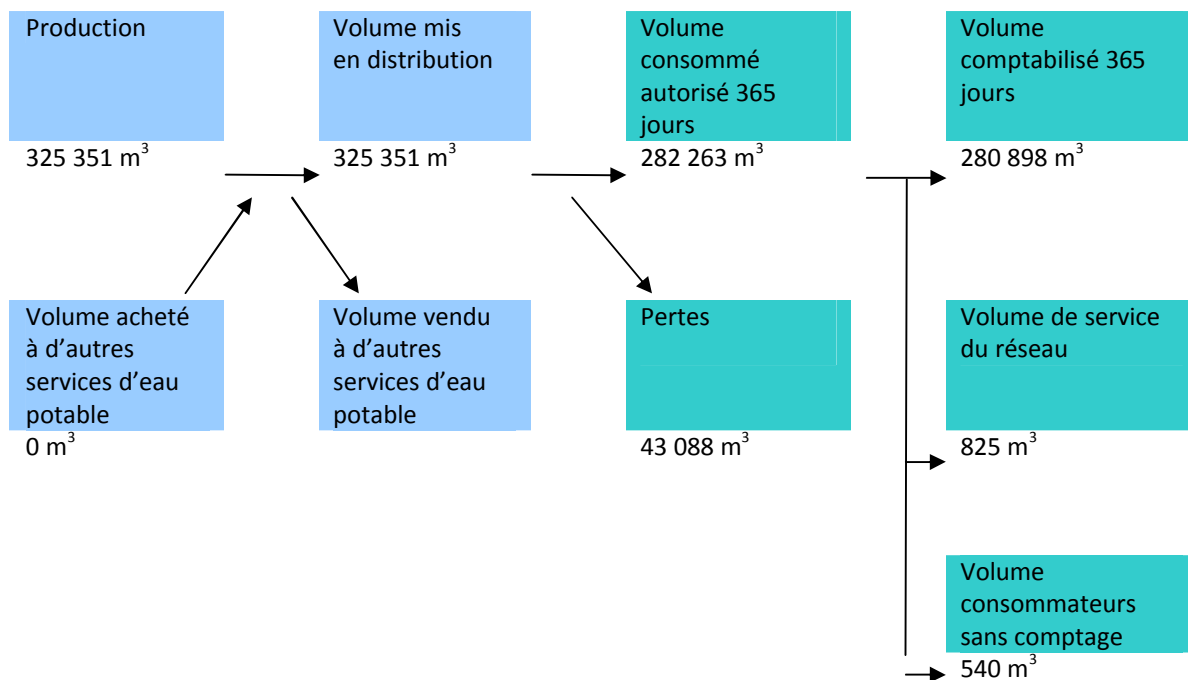 Production
325 351 m³
Volume mis
en distribution
325 351 m³
Volume
consommé
autorisé 365
jours
282 263 m³
Volume
comptabilisé 365
jours
280 898 m³
Volume acheté
à d’autres
services d’eau
potable
0 m³
Volume vendu
à d’autres
services d’eau
potable
Pertes
43 088 m³
Volume de service
du réseau
825 m³
Volume
consommateurs
sans comptage
540 m³